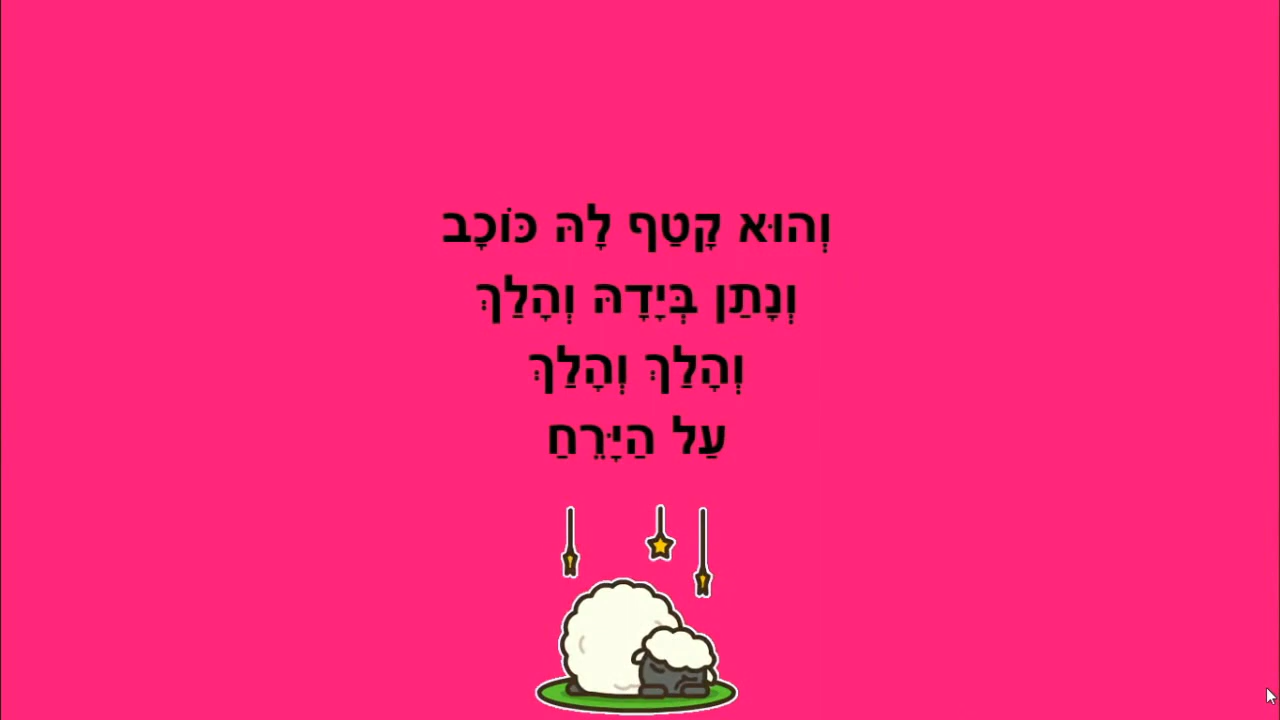 וְהוּא קָטַף לָהּ כּוֹכָב
וְנָתַן בְּיָדָהּ וְהָלַךְ
וְהָלַךְ וְהָלַךְ
עַל הַיָּרֵחַ